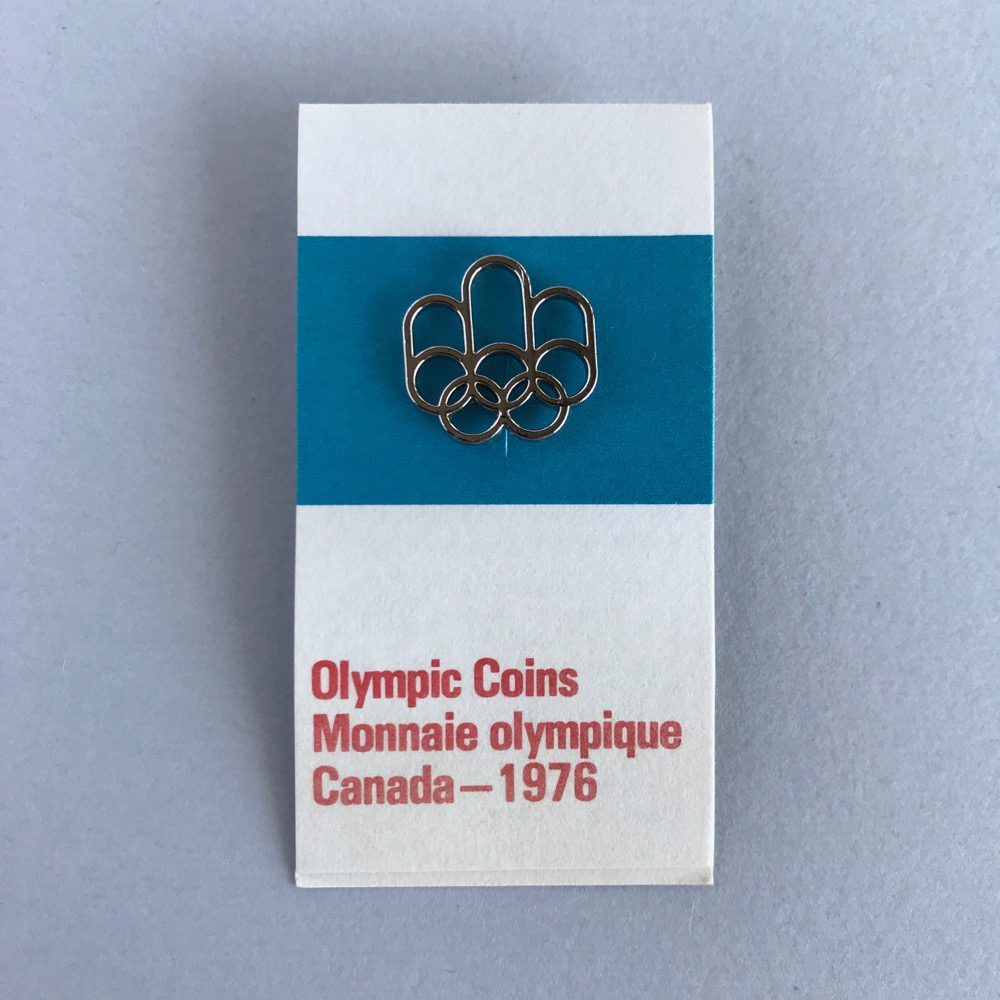 Olympic Coins
Monnaie olympique
Canada—1976